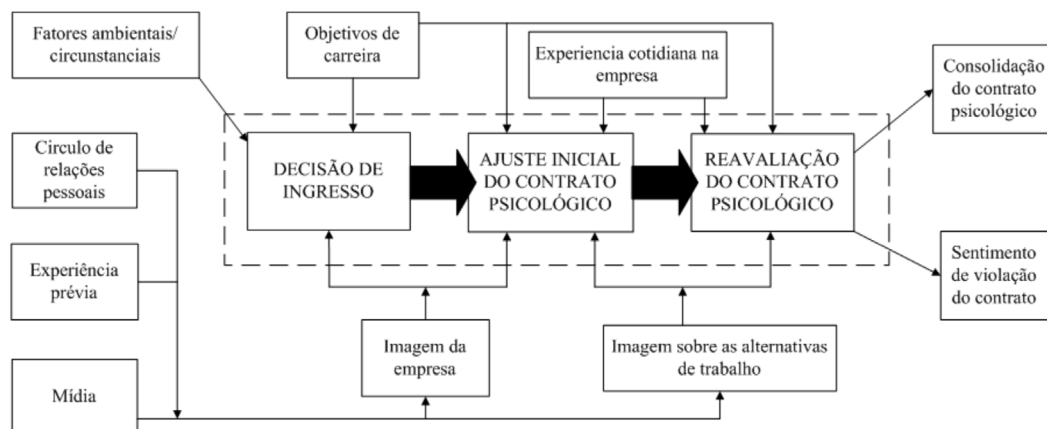 Fatores ambientais/
circunstanciais
Objetivos de
carreira
Experiencia cotidiana na
empresa
Consolidação
do contrato
psicológico
Circulo de
relações
pessoais
DECISÃO DE
INGRESSO
AJUSTE INICIAL
DO CONTRATO
PSICOLÓGICO
REAVALIAÇÃO
DO CONTRATO
PSICOLÓGICO
Experiência
prévia
Sentimento
de violação
do contrato
Imagem da
empresa
Imagem sobre as alternativas
de trabalho
Mídia